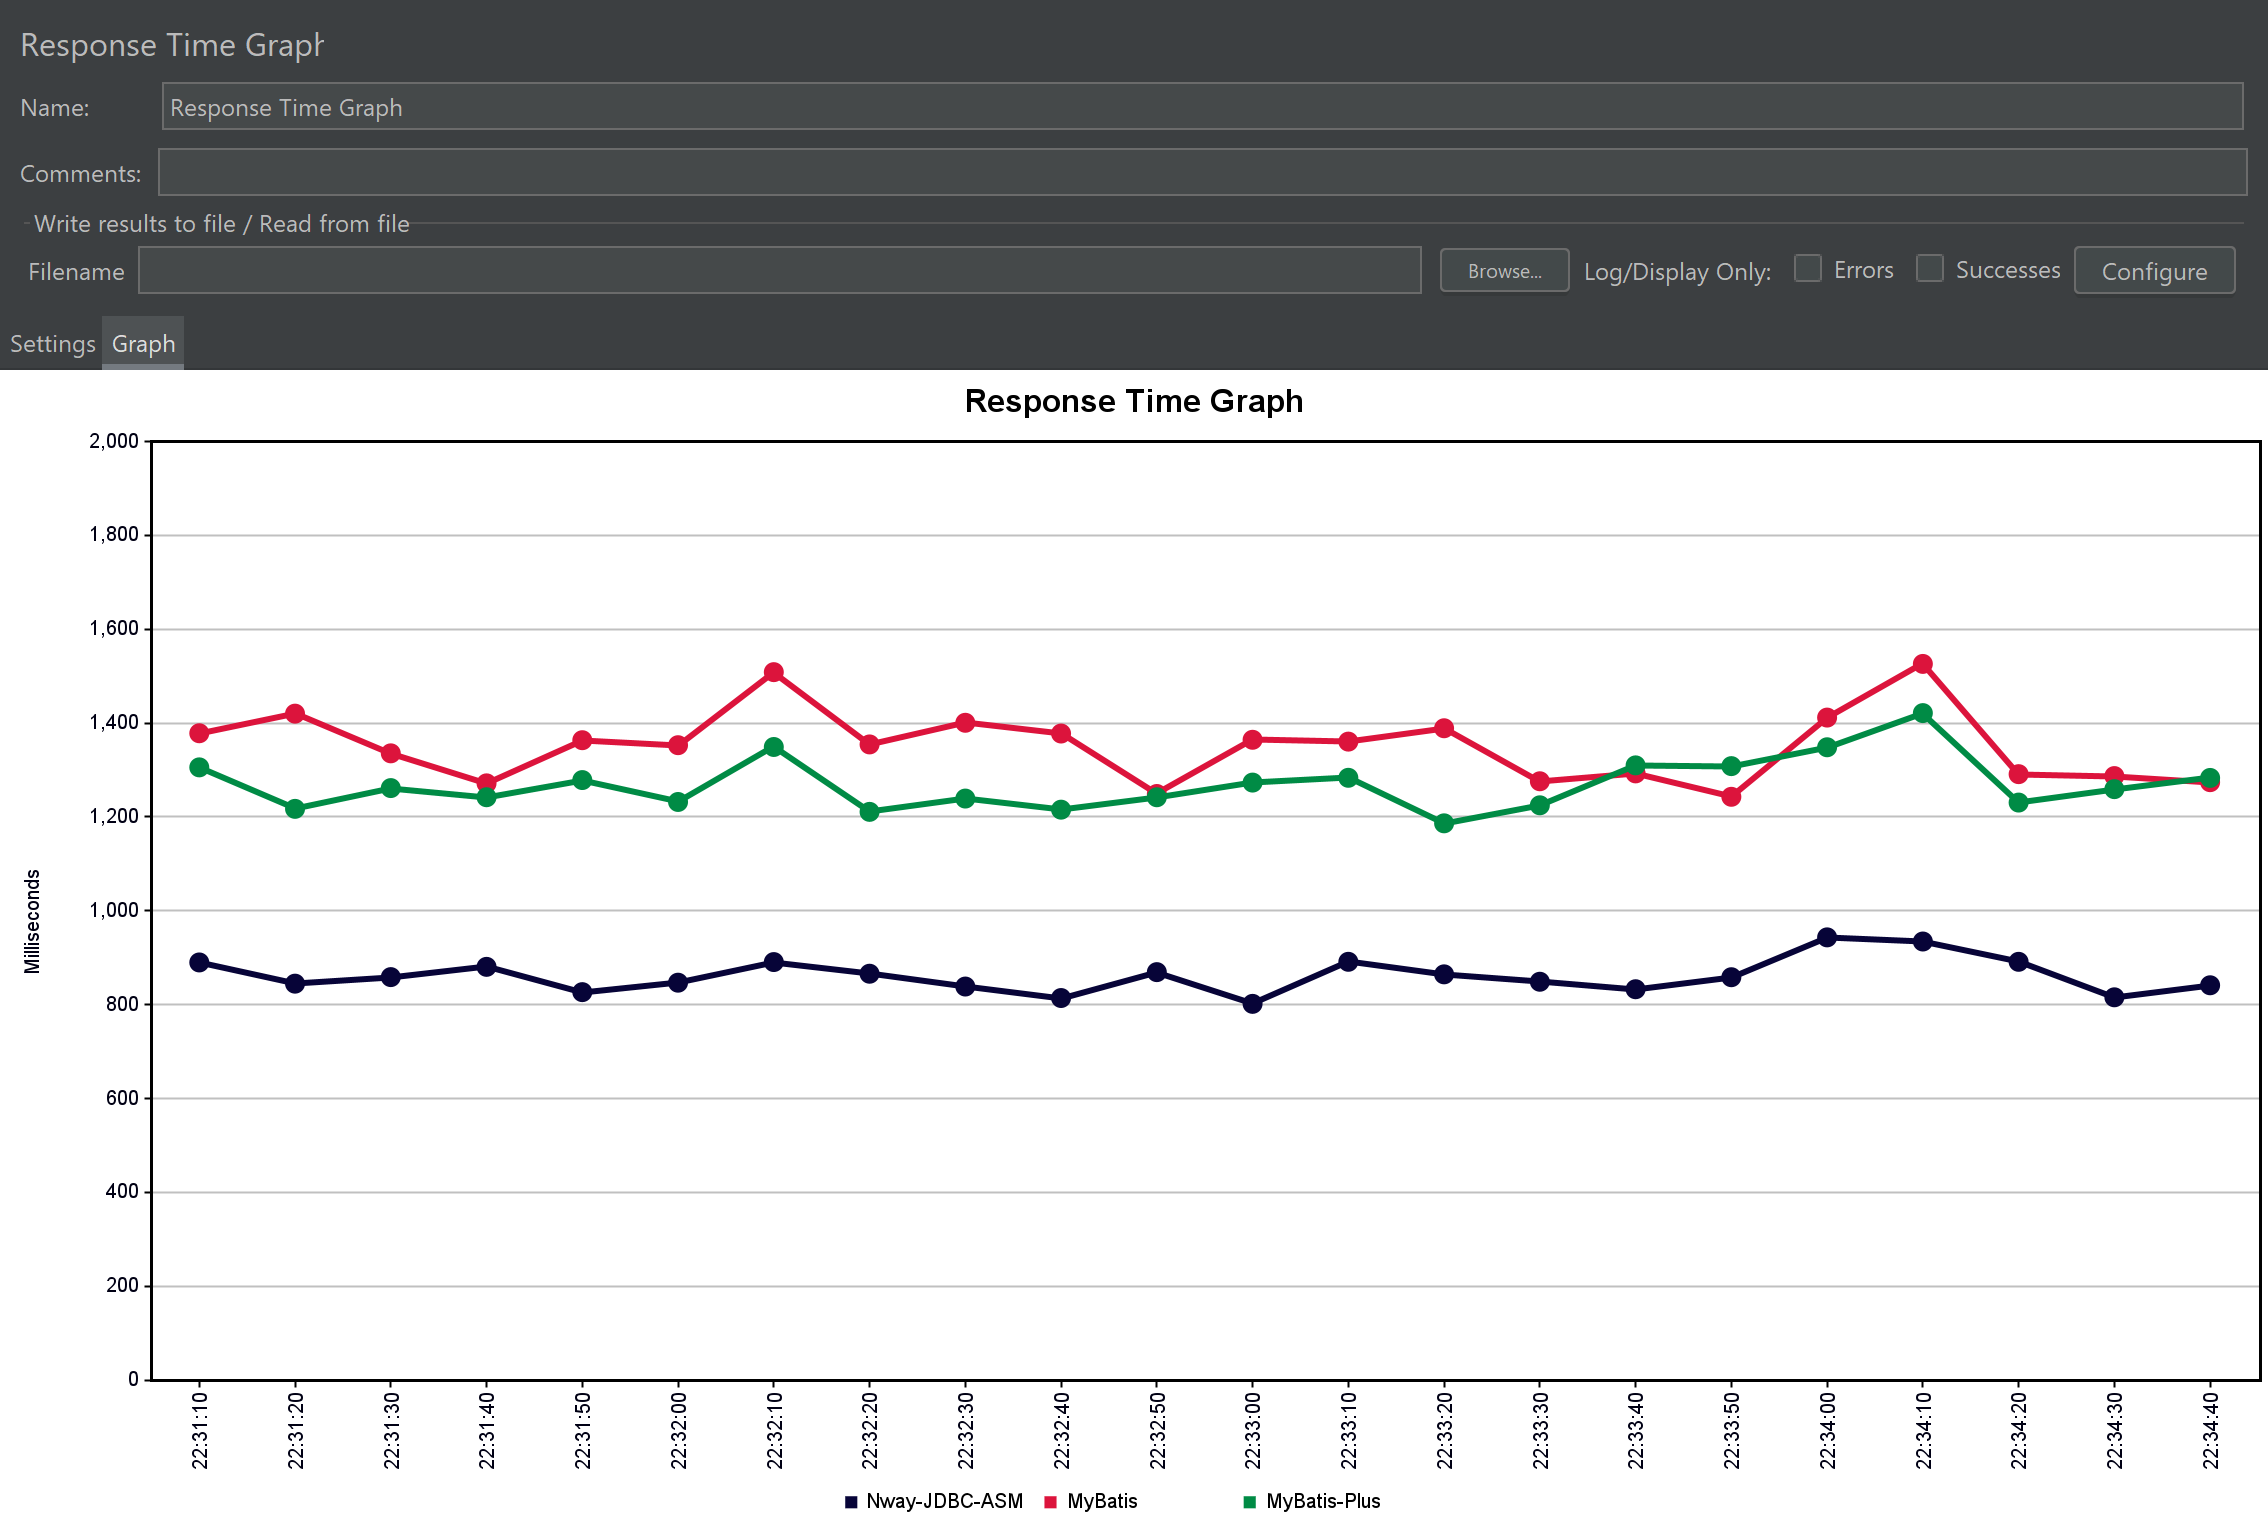 Response Time Graph
Name: Response Time Graph
Comments:
Write results to file / Read from file
Filename Browse... Log/Display Only: Errors Successes Configure
Settings Graph
Response Time Graph
2,000
1,800
1,600
1,400
1,200
1,000
800
600
400
200
0
Milliseconds
22:31:10 22:31:20 22:31:30 22:31:40 22:31:50 22:32:00 22:32:10 22:32:20 22:32:30 22:32:40 22:32:50 22:33:00 22:33:10 22:33:20 22:33:30 22:33:40 22:33:50 22:34:00 22:34:10 22:34:20 22:34:30 22:34:40
Nway-JDBC-ASM MyBatis MyBatis-Plus